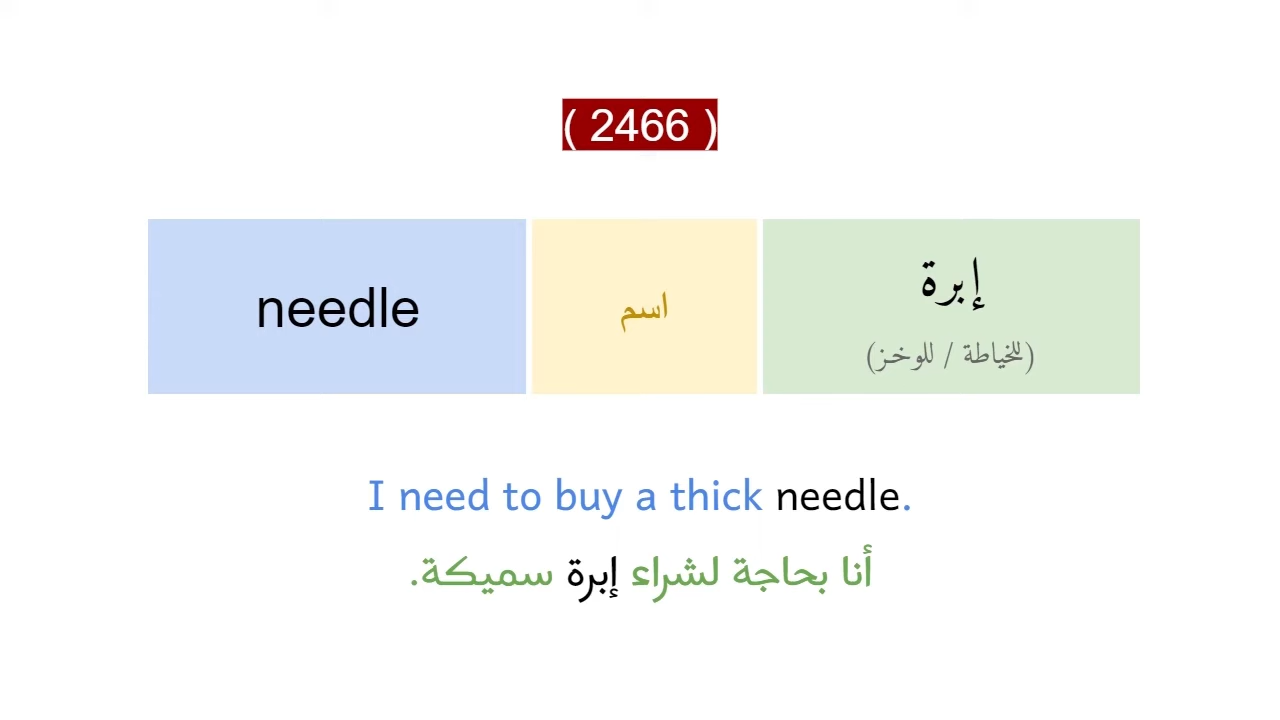 ( 2466 )
needle
اسم
إبرة
(للخياطة / للوخز)
I need to buy a thick needle.
أنا بحاجة لشراء إبرة سميكة.